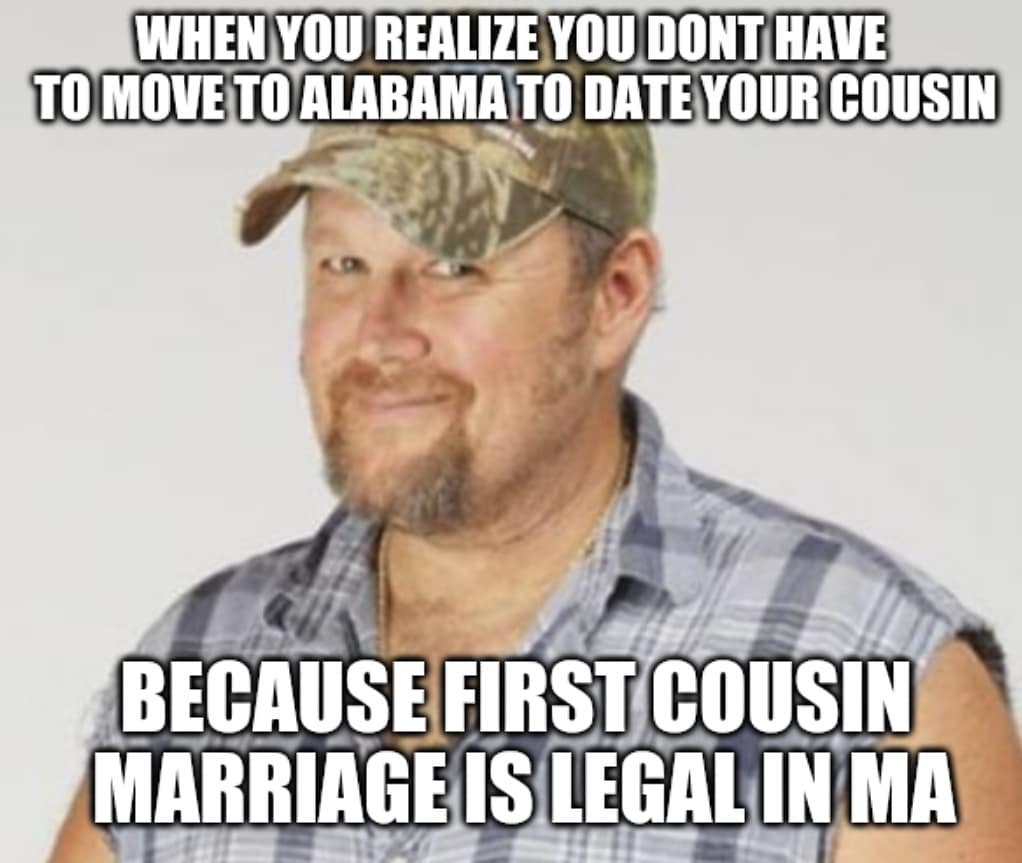 WHEN YOU REALIZE YOU DONT HAVE
TO MOVE TO ALABAMA TO DATE YOUR COUSIN
BECAUSE FIRST COUSIN
MARRIAGE IS LEGAL IN MA